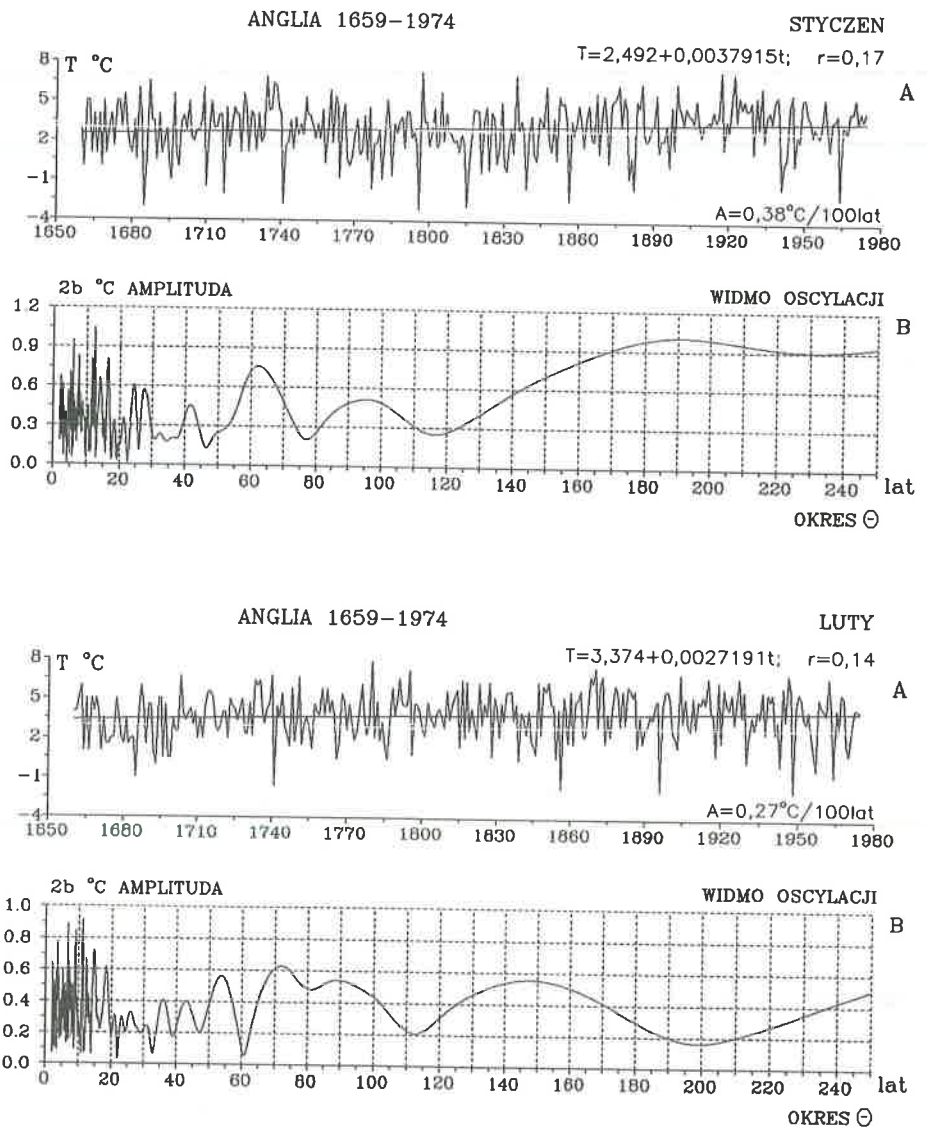 ANGLIA 1659–1974 STYCZEN
T=2,492+0,0037915t; r=0,17
T °C
A
8
5
2
−1
−4
A=0,38°C/100lat
1650 1680 1710 1740 1770 1800 1830 1860 1890 1920 1950 1980
2b °C AMPLITUDA WIDMO OSCYLACJI
B
1.2
0.9
0.6
0.3
0.0
0 20 40 60 80 100 120 140 160 180 200 220 240 lat
OKRES Θ
ANGLIA 1659–1974 LUTY
T=3,374+0,0027191t; r=0,14
T °C
A
8
5
2
−1
−4
A=0,27°C/100lat
1650 1680 1710 1740 1770 1800 1830 1860 1890 1920 1950 1980
2b °C AMPLITUDA WIDMO OSCYLACJI
B
1.0
0.8
0.6
0.4
0.2
0.0
0 20 40 60 80 100 120 140 160 180 200 220 240 lat
OKRES Θ